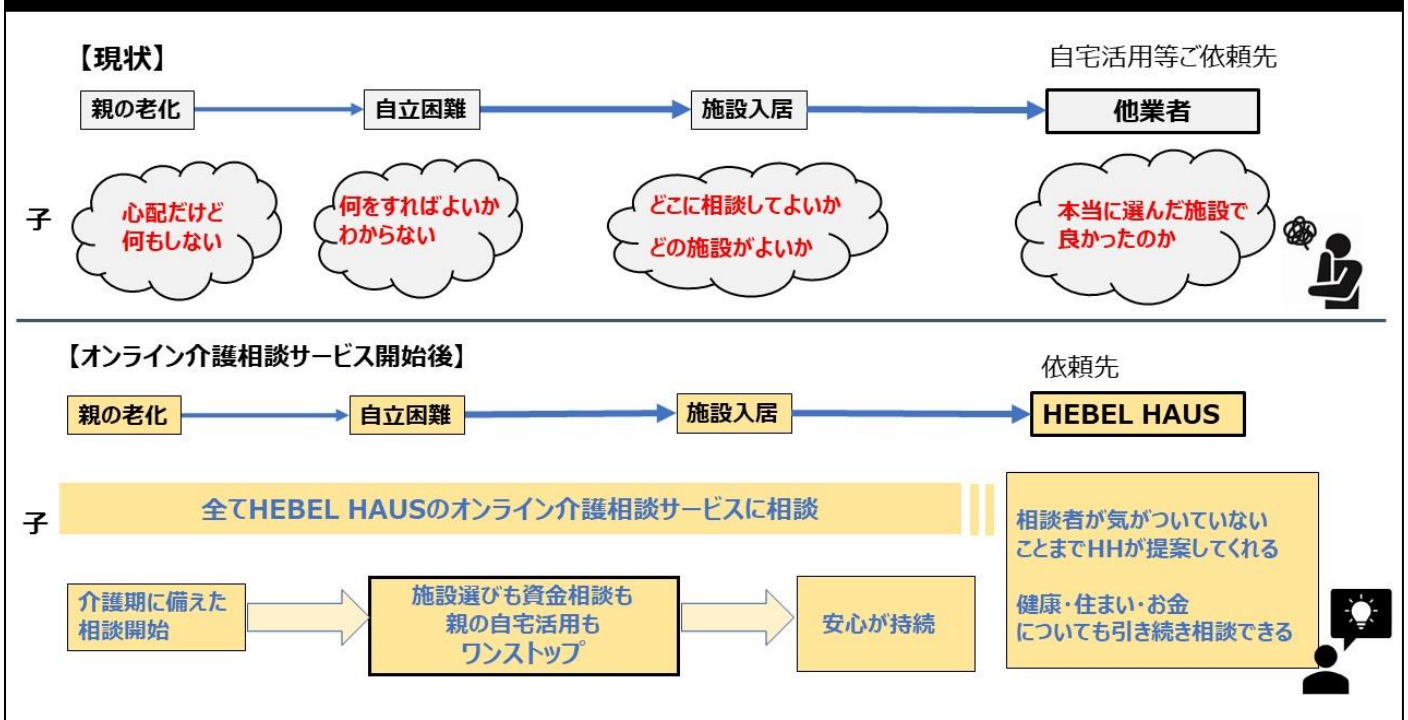 【現状】
自宅活用等ご依頼先
親の老化
自立困難
施設入居
他業者
子
心配だけど
何もしない
何をすればよいか
わからない
どこに相談してよいか
どの施設がよいか
本当に選んだ施設で
良かったのか
【オンライン介護相談サービス開始後】
依頼先
親の老化
自立困難
施設入居
HEBEL HAUS
子
全てHEBEL HAUSのオンライン介護相談サービスに相談
介護期に備えた
相談開始
施設選びも資金相談も
親の自宅活用も
ワンストップ
安心が持続
相談者が気がついていない
ことまでHHが提案してくれる
健康・住まい・お金
についても引き続き相談できる